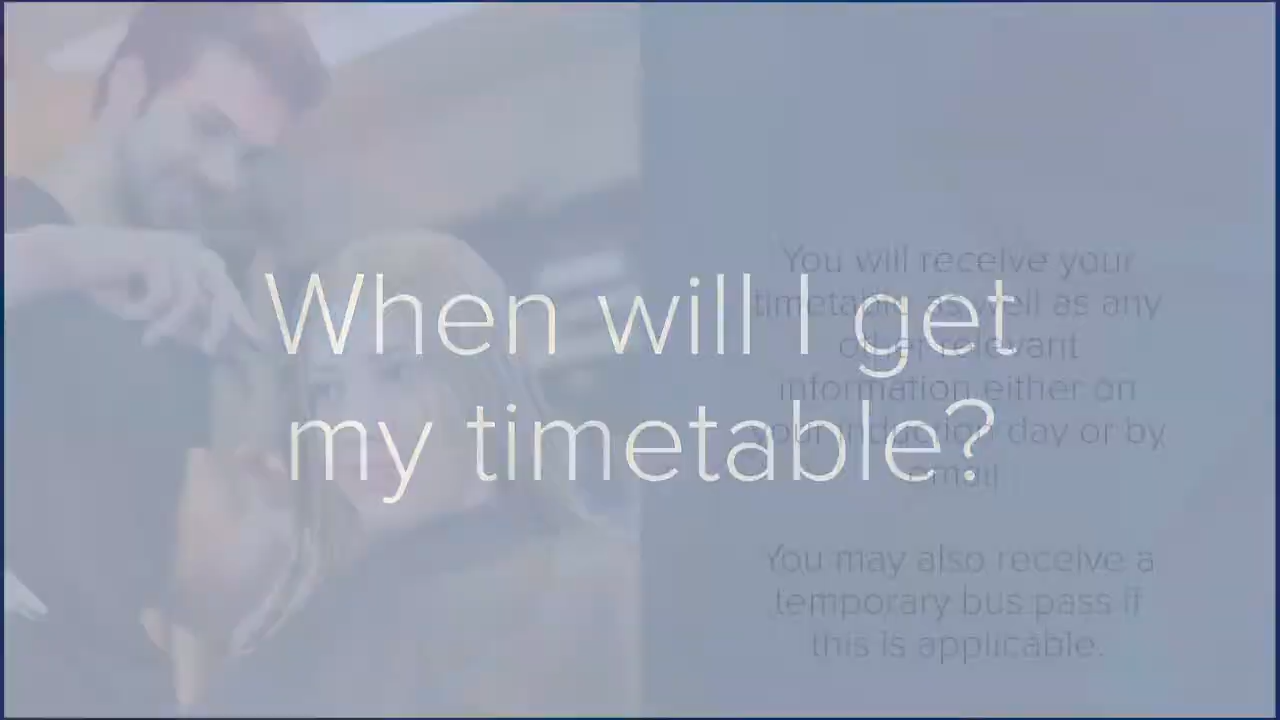 When will I get
my timetable?
You will receive your
timetable as well as any
other relevant
information either on
your induction day or by
email
You may also receive a
temporary bus pass if
this is applicable.